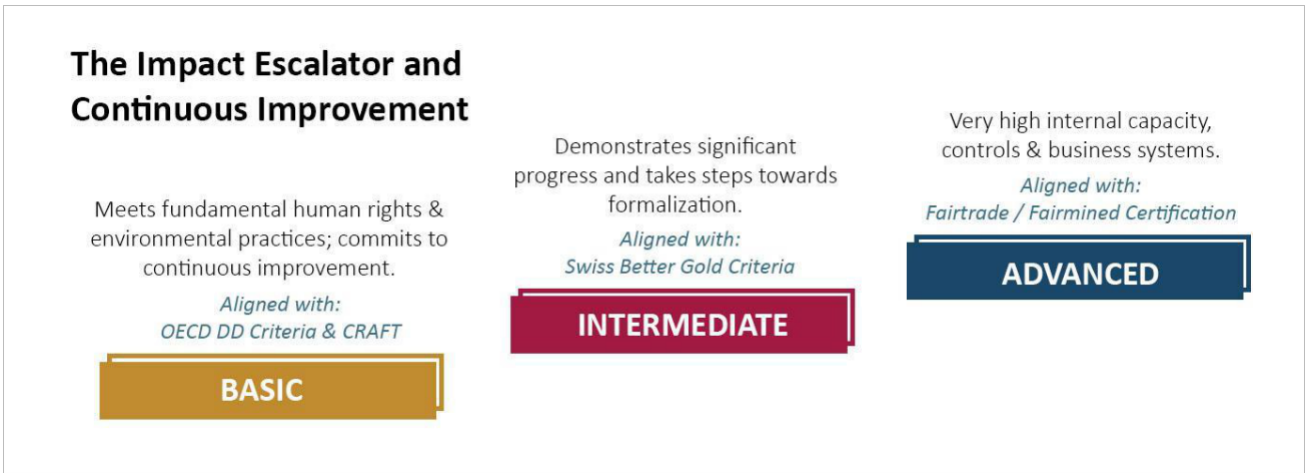 The Impact Escalator and
Continuous Improvement
Meets fundamental human rights &
environmental practices; commits to
continuous improvement.
Aligned with:
OECD DD Criteria & CRAFT
BASIC
Demonstrates significant
progress and takes steps towards
formalization.
Aligned with:
Swiss Better Gold Criteria
INTERMEDIATE
Very high internal capacity,
controls & business systems.
Aligned with:
Fairtrade / Fairmined Certification
ADVANCED